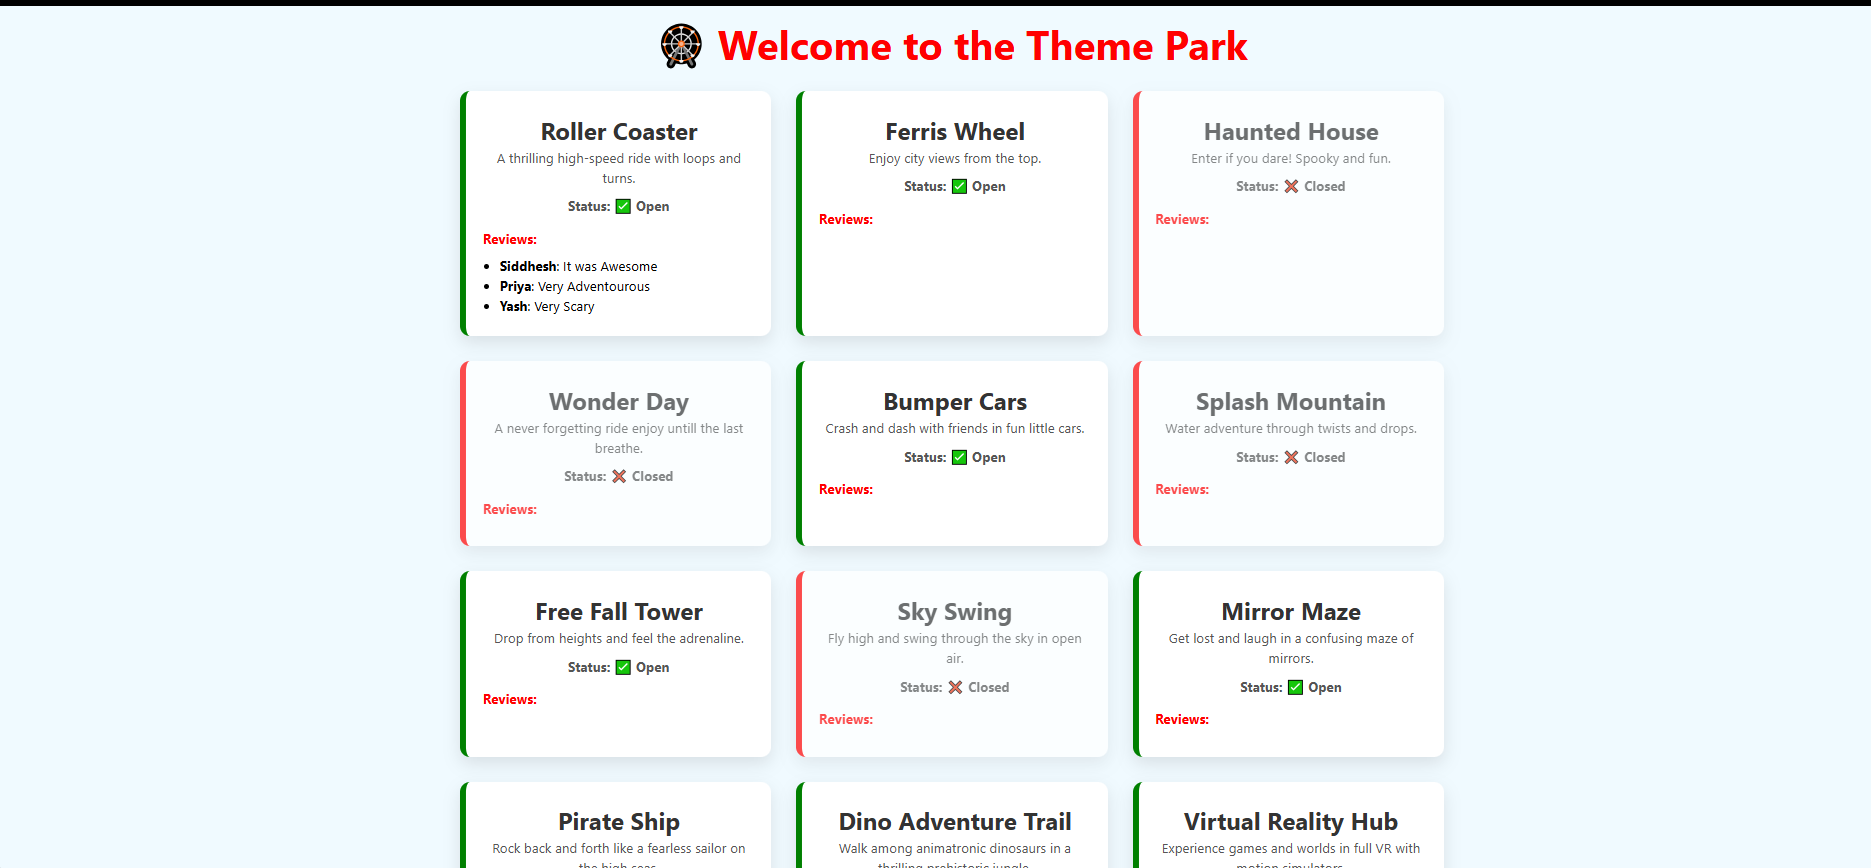 Welcome to the Theme Park
Roller Coaster
A thrilling high-speed ride with loops and
turns.
Status: ✅ Open
Reviews:
• Siddhesh: It was Awesome
• Priya: Very Adventourous
• Yash: Very Scary
Ferris Wheel
Enjoy city views from the top.
Status: ✅ Open
Reviews:
Haunted House
Enter if you dare! Spooky and fun.
Status: ❌ Closed
Reviews:
Wonder Day
A never forgetting ride enjoy untill the last
breathe.
Status: ❌ Closed
Reviews:
Bumper Cars
Crash and dash with friends in fun little cars.
Status: ✅ Open
Reviews:
Splash Mountain
Water adventure through twists and drops.
Status: ❌ Closed
Reviews:
Free Fall Tower
Drop from heights and feel the adrenaline.
Status: ✅ Open
Reviews:
Sky Swing
Fly high and swing through the sky in open
air.
Status: ❌ Closed
Reviews:
Mirror Maze
Get lost and laugh in a confusing maze of
mirrors.
Status: ✅ Open
Reviews:
Pirate Ship
Rock back and forth like a fearless sailor on
the high seas.
Dino Adventure Trail
Walk among animatronic dinosaurs in a
thrilling prehistoric jungle.
Virtual Reality Hub
Experience games and worlds in full VR with
motion simulators.